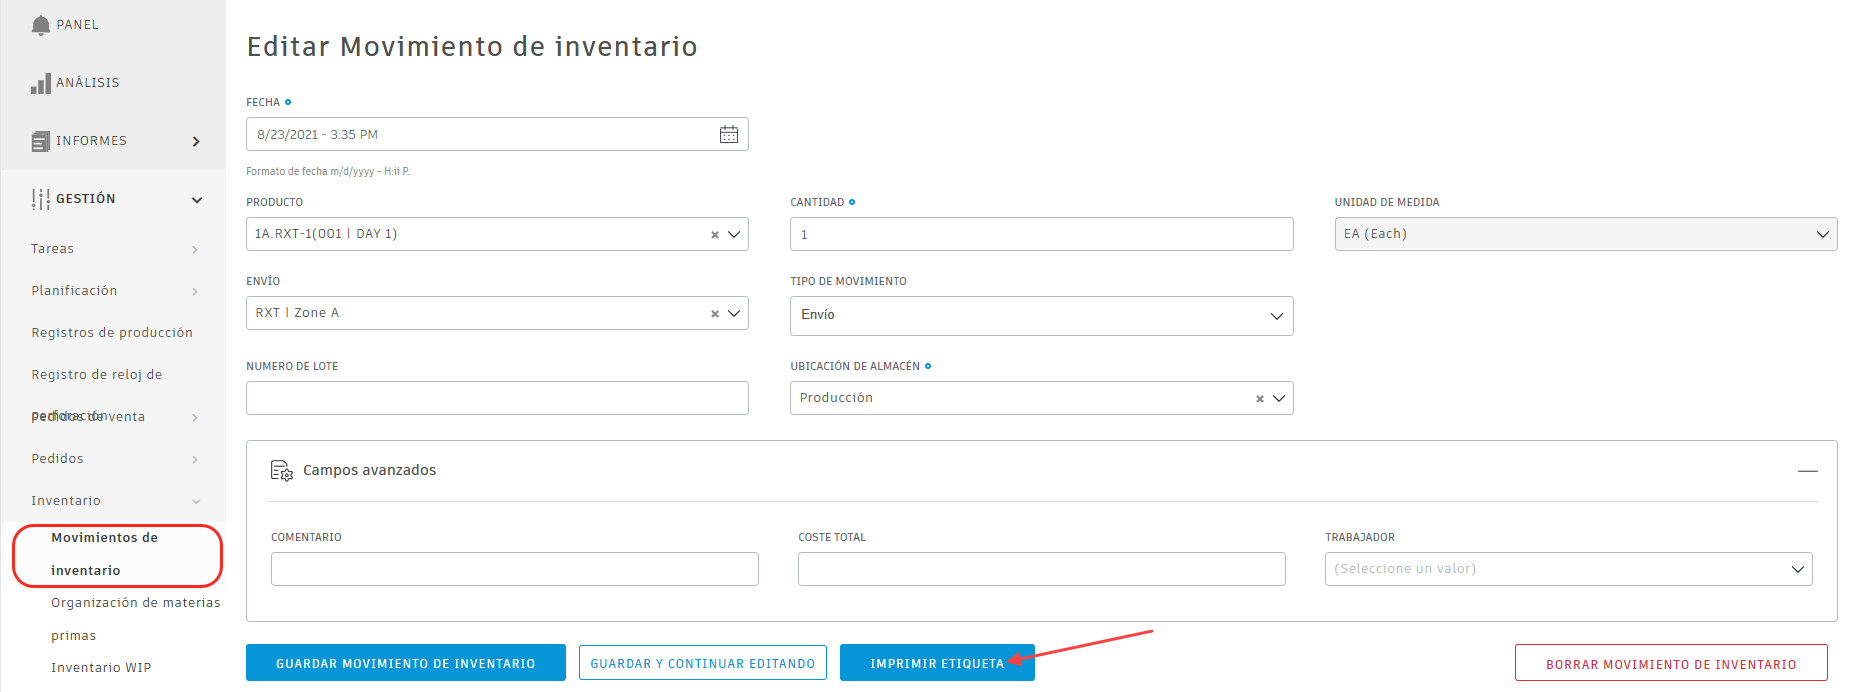 PANEL
ANÁLISIS
INFORMES
GESTIÓN
Tareas
Planificación
Registros de producción
Registro de reloj de
perforación
Pedidos de venta
Pedidos
Inventario
Movimientos de
inventario
Organización de materias
primas
Inventario WIP
Editar Movimiento de inventario
FECHA
8/23/2021 - 3:35 PM
Formato de fecha m/d/yyyy - H:ii P.
PRODUCTO
1A.RXT-1(001 | DAY 1)
CANTIDAD
1
UNIDAD DE MEDIDA
EA (Each)
ENVÍO
RXT | Zone A
TIPO DE MOVIMIENTO
Envío
NUMERO DE LOTE
UBICACIÓN DE ALMACÉN
Producción
Campos avanzados
COMENTARIO
COSTE TOTAL
TRABAJADOR
(Seleccione un valor)
GUARDAR MOVIMIENTO DE INVENTARIO
GUARDAR Y CONTINUAR EDITANDO
IMPRIMIR ETIQUETA
BORRAR MOVIMIENTO DE INVENTARIO